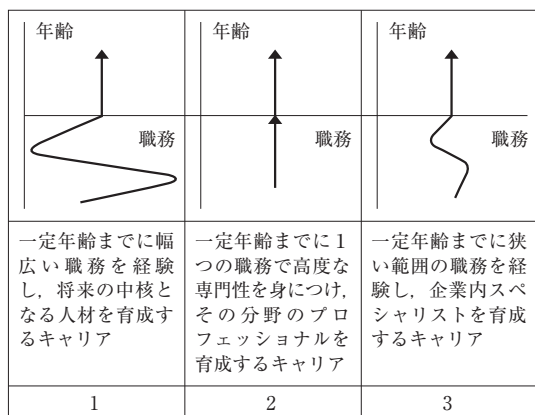 年齢
職務
年齢
職務
年齢
職務
一定年齢までに幅
広い職務を経験
し，将来の中核と
なる人材を育成す
るキャリア
一定年齢までに１
つの職務で高度な
専門性を身につけ，
その分野のプロ
フェッショナルを
育成するキャリア
一定年齢までに狭
い範囲の職務を経
験し，企業内スペ
シャリストを育成
するキャリア
1
2
3